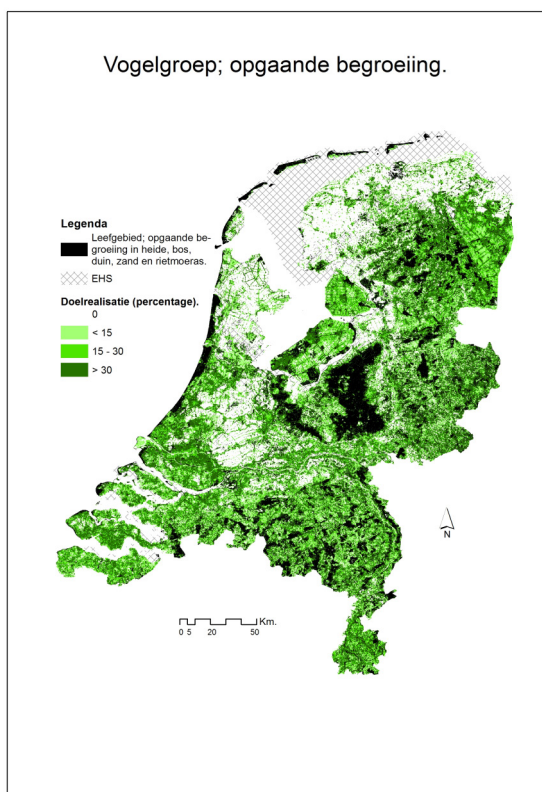 Vogelgroep; opgaande begroeiing.
Legenda
Leefgebied; opgaande be-
groeiing in heide, bos,
duin, zand en rietmoeras.
EHS
Doelrealisatie (percentage).
0
< 15
15 - 30
> 30
N
Km.
0 5 20 50